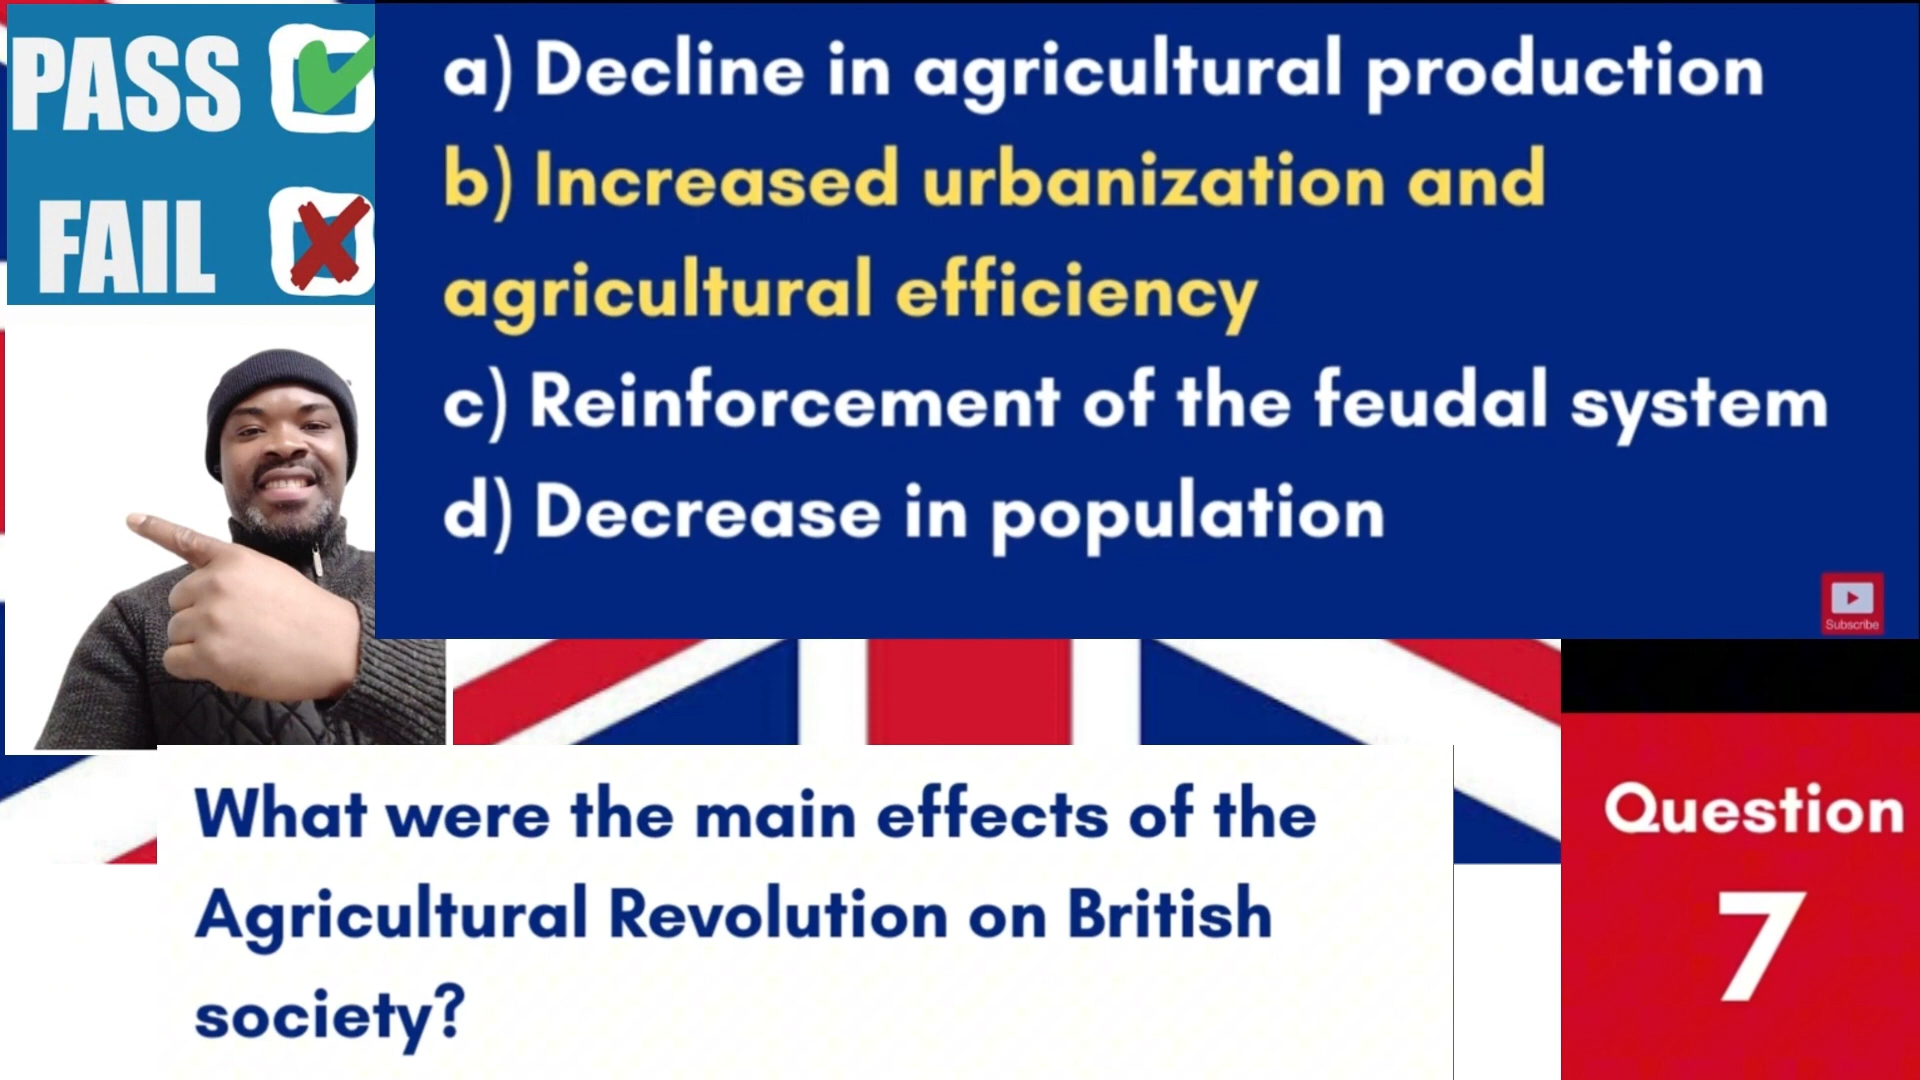 PASS
FAIL
a) Decline in agricultural production
b) Increased urbanization and
agricultural efficiency
c) Reinforcement of the feudal system
d) Decrease in population
Subscribe
What were the main effects of the
Agricultural Revolution on British
society?
Question
7